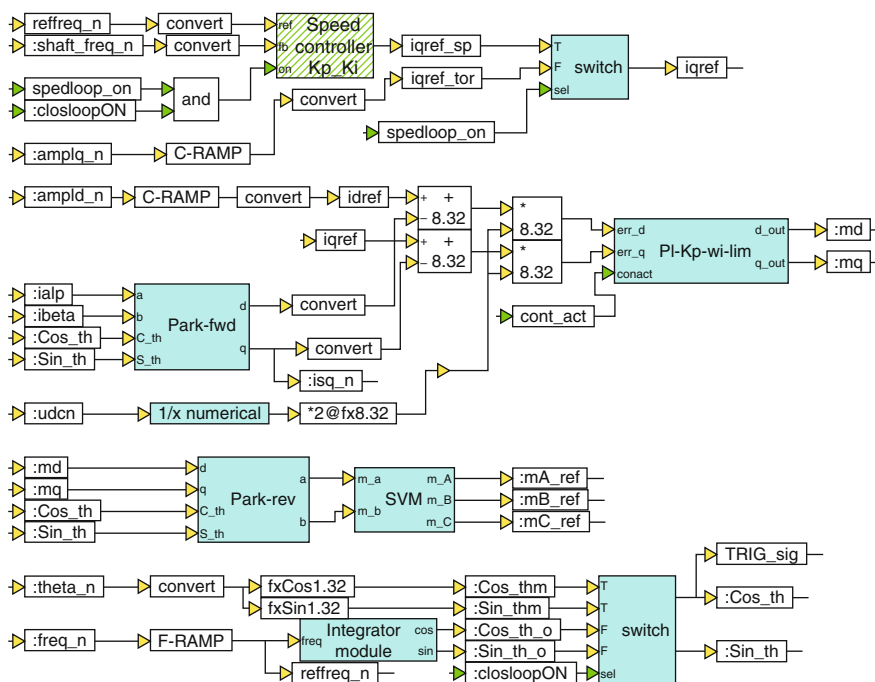 reffreq_n convert ref Speed
:shaft_freq_n convert fb controller iqref_sp T
on Kp_Ki
spedloop_on and iqref_tor F switch iqref
:closloopON convert sel
spedloop_on
:amplq_n C-RAMP
:ampld_n C-RAMP convert idref + +
− 8.32 *
8.32
iqref + +
− 8.32 *
8.32
err_d d_out :md
err_q PI-Kp-wi-lim q_out :mq
conact
cont_act
:ialp a
:ibeta b Park-fwd d convert
:Cos_th C_th q convert
:Sin_th S_th
:isq_n
:udcn 1/x numerical *2@fx8.32
:md d
:mq q Park-rev a m_a m_A :mA_ref
:Cos_th C_th SVM m_B :mB_ref
:Sin_th S_th b m_b m_C :mC_ref
TRIG_sig
:theta_n convert fxCos1.32 :Cos_thm T :Cos_th
fxSin1.32 :Sin_thm T
:freq_n F-RAMP freq Integrator cos :Cos_th_o F switch
module sin :Sin_th_o F :Sin_th
reffreq_n :closloopON sel